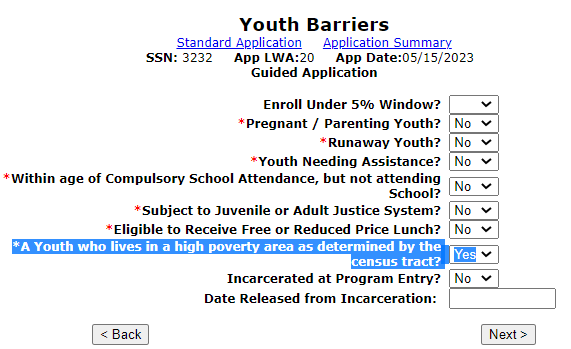 Youth Barriers
Standard Application Application Summary
SSN: 3232 App LWA:20 App Date:05/15/2023
Guided Application
Enroll Under 5% Window?
*Pregnant / Parenting Youth? No
*Runaway Youth? No
*Youth Needing Assistance? No
*Within age of Compulsory School Attendance, but not attending
School? No
*Subject to Juvenile or Adult Justice System? No
*Eligible to Receive Free or Reduced Price Lunch? No
*A Youth who lives in a high poverty area as determined by the
census tract? Yes
Incarcerated at Program Entry? No
Date Released from Incarceration:
< Back Next >